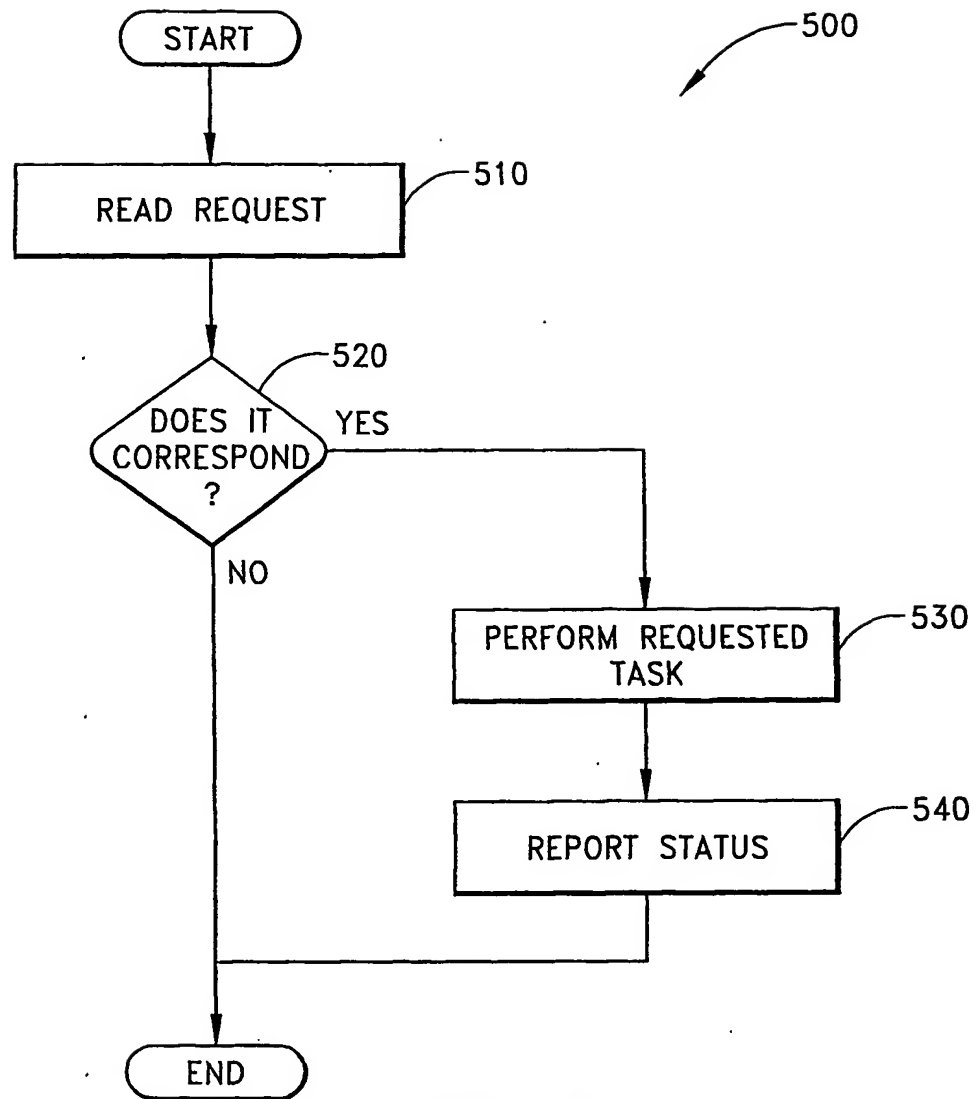 START
500
READ REQUEST
510
520
DOES IT
CORRESPOND
?
YES
NO
PERFORM REQUESTED
TASK
530
REPORT STATUS
540
END